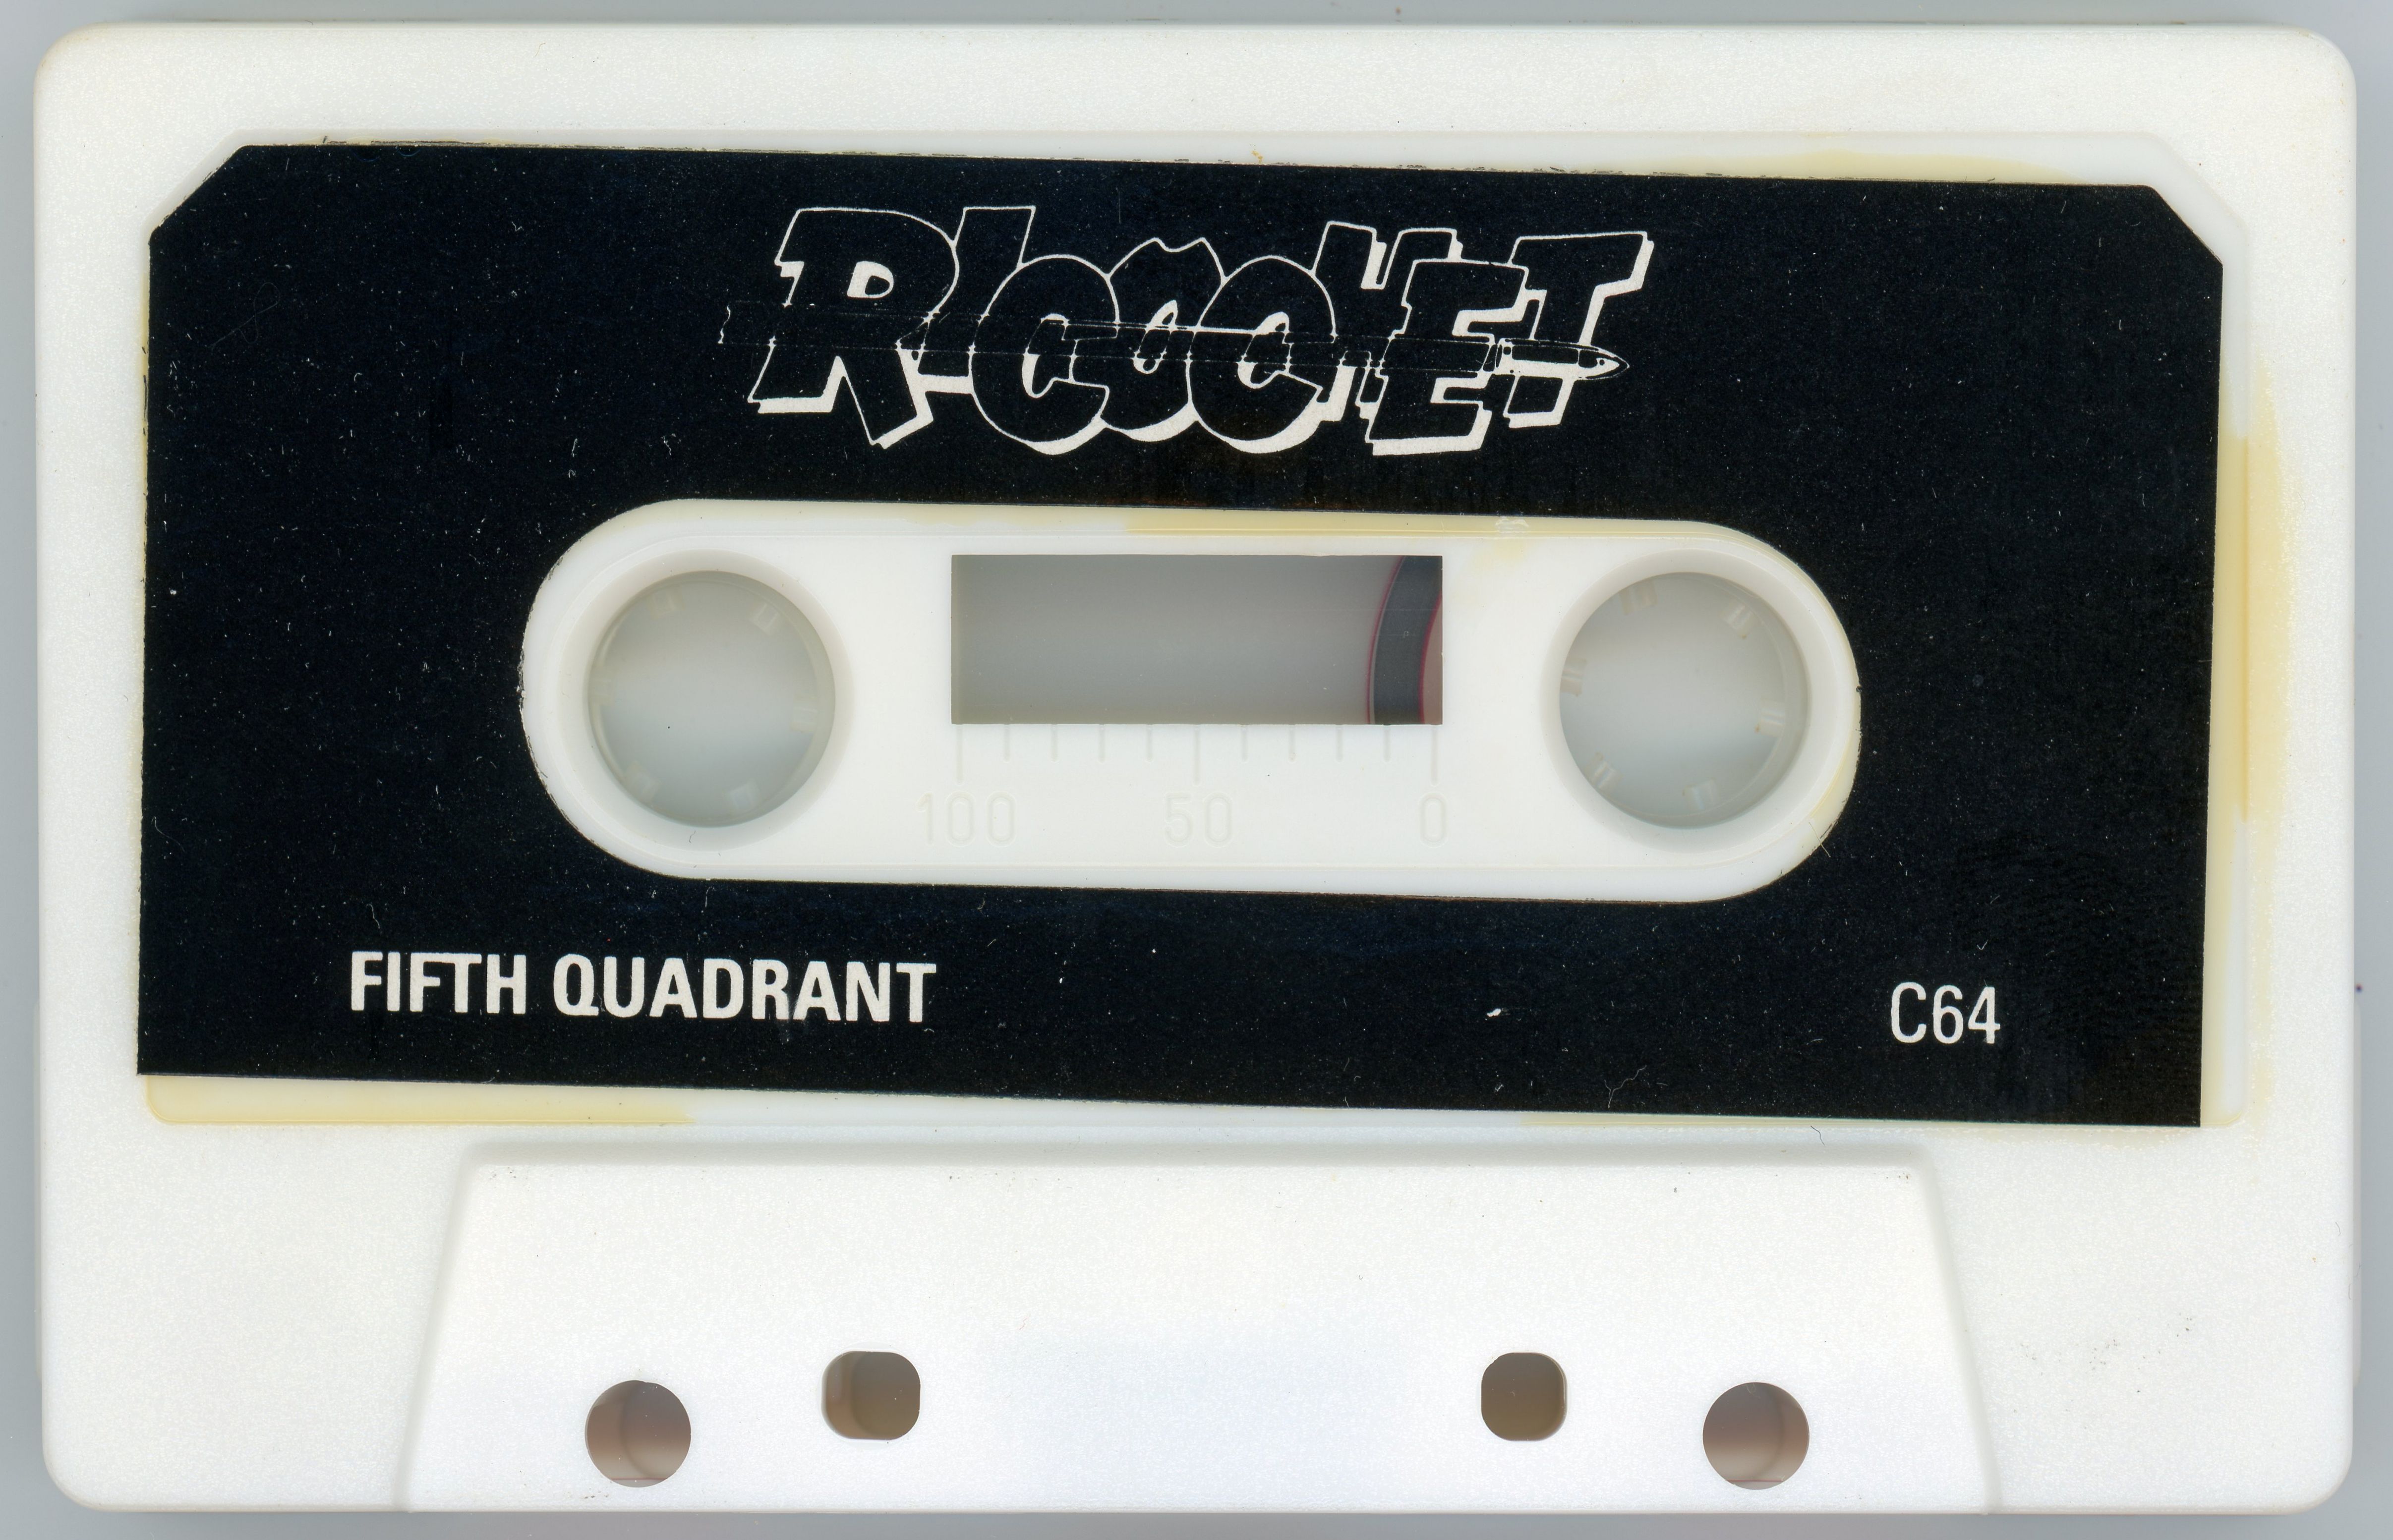 RICOCHET
100 50 0
FIFTH QUADRANT
C64